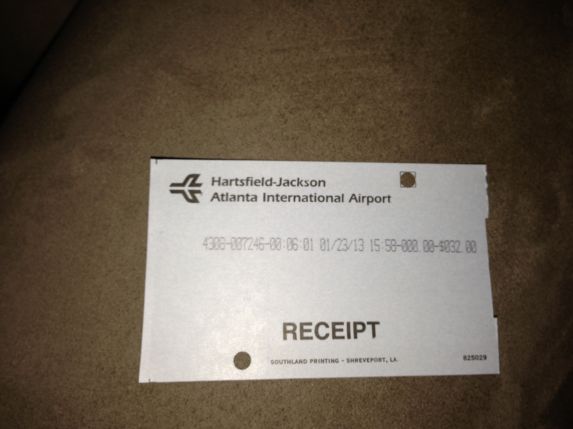 Hartsfield-Jackson
Atlanta International Airport
4308-007246-00:06:01 01/23/13 15:58-000.00-$032.00
RECEIPT
SOUTHLAND PRINTING - SHREVEPORT, LA
825029